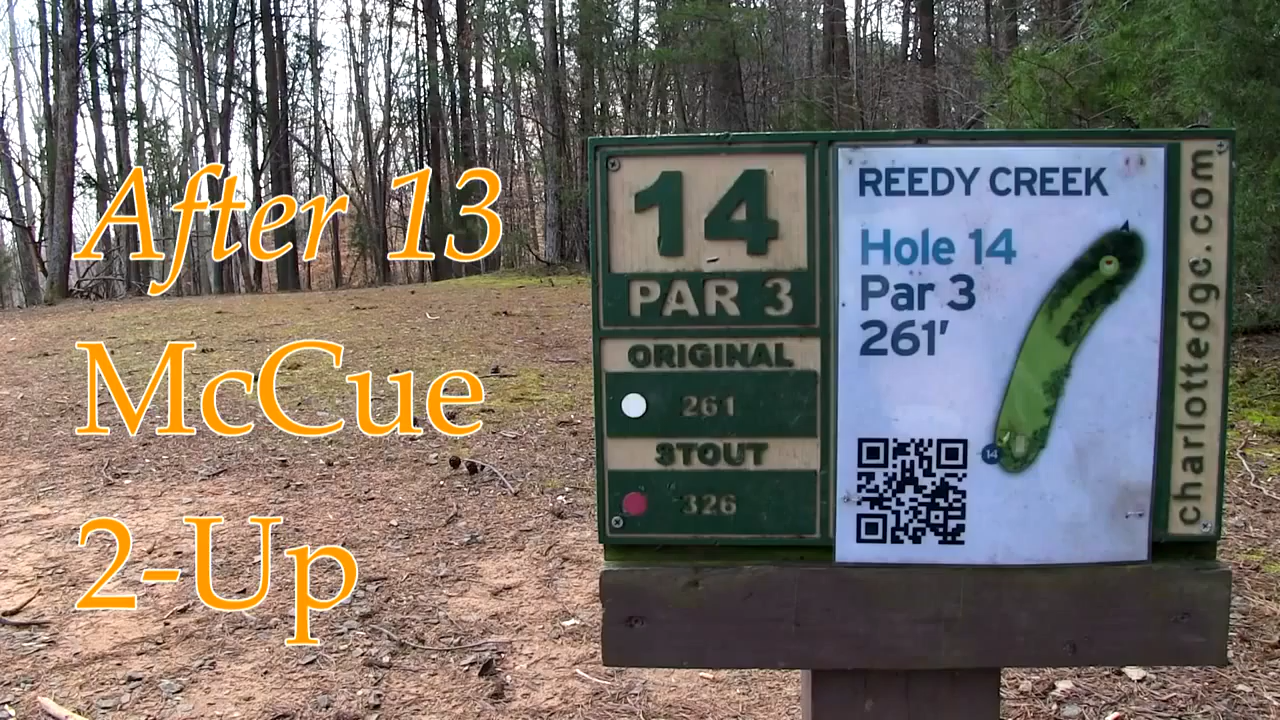 After 13
McCue
2-Up
14
PAR 3
ORIGINAL
261
STOUT
326
REEDY CREEK
Hole 14
Par 3
261'
14
charlottedgc.com